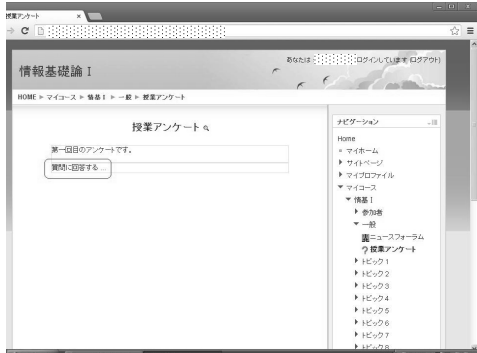 授業アンケート
あなたは
ログインしています (ログアウト)
情報基礎論 I
HOME ▶ マイコース ▶ 情基 I ▶ 一般 ▶ 授業アンケート
授業アンケート
第一回目のアンケートです。
質問に回答する ...
ナビゲーション
Home
マイホーム
サイトページ
マイプロファイル
マイコース
情基 I
参加者
一般
ニュースフォーラム
授業アンケート
トピック 1
トピック 2
トピック 3
トピック 4
トピック 5
トピック 6
トピック 7
トピック 8